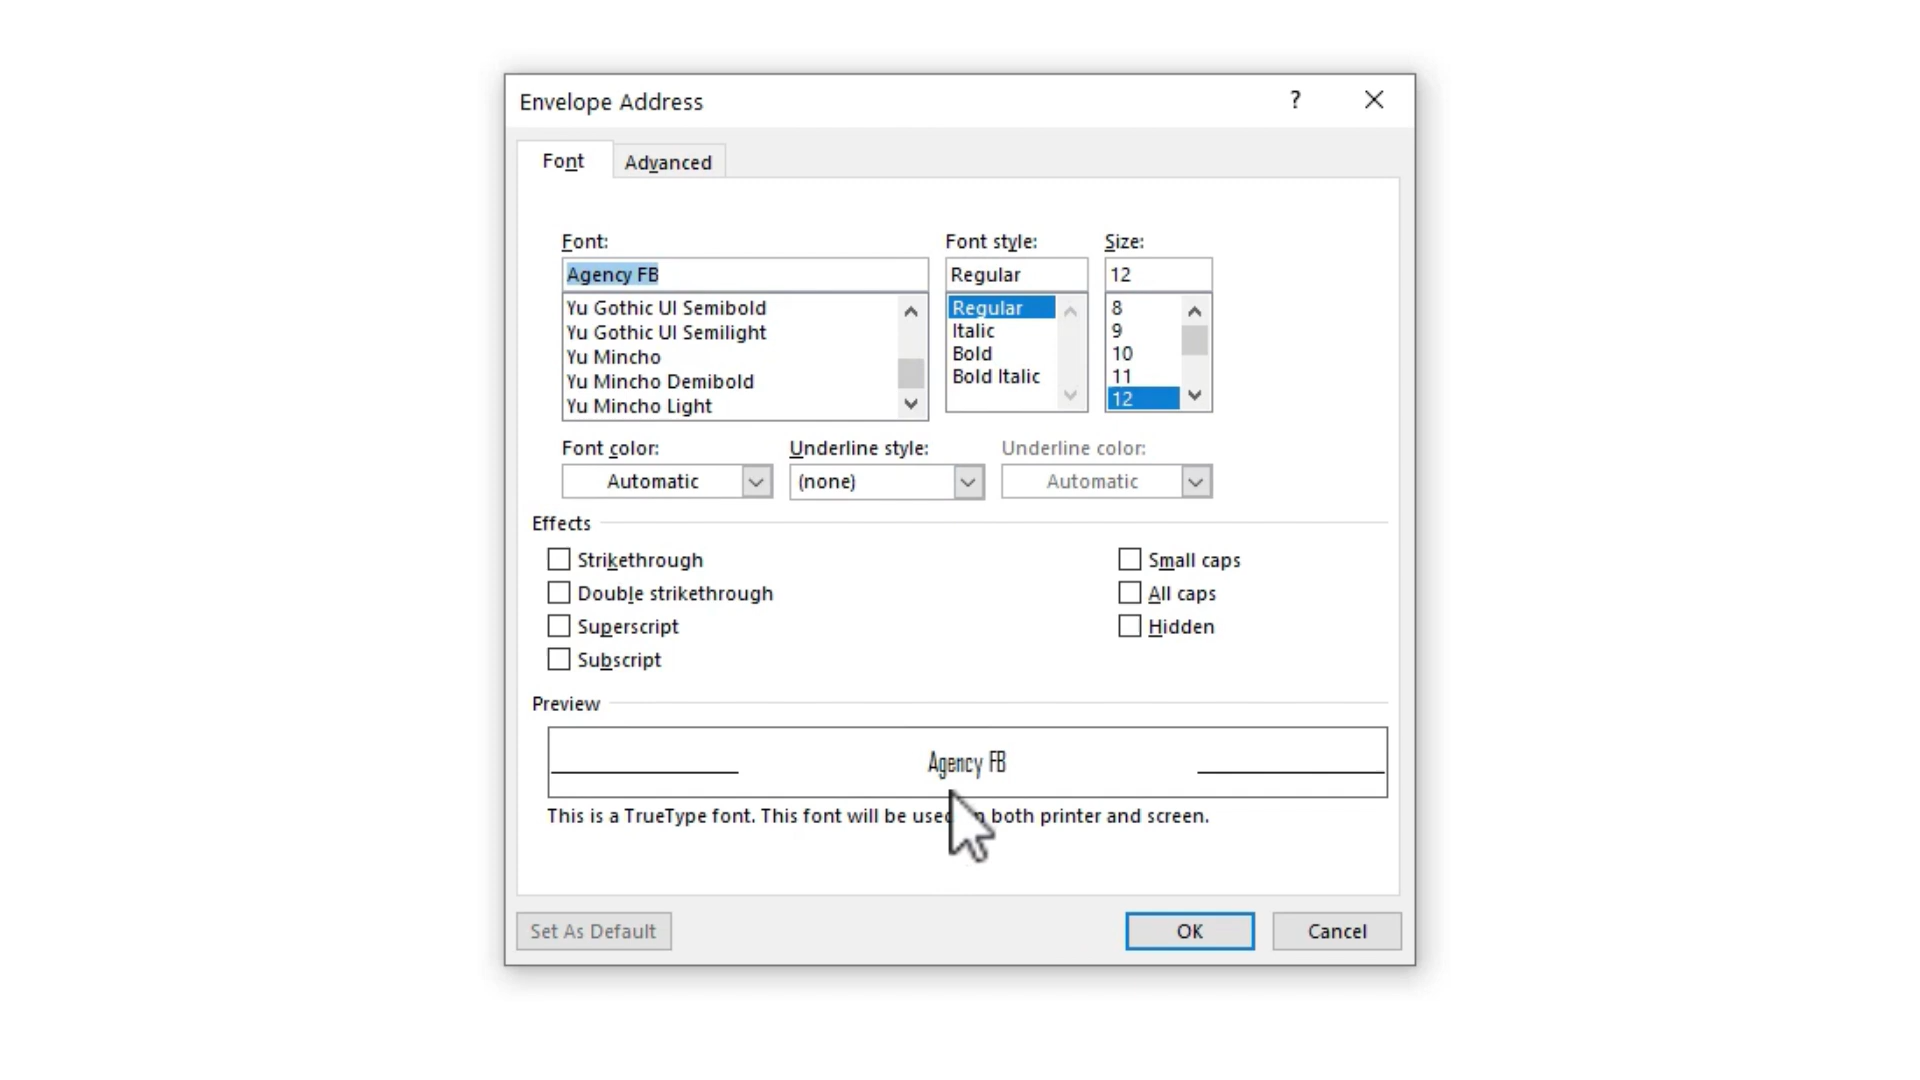 Envelope Address ?
Font Advanced
Font: Font style: Size:
Agency FB Regular 12
Yu Gothic UI Semibold Regular 8
Yu Gothic UI Semilight Italic 9
Yu Mincho Bold 10
Yu Mincho Demibold Bold Italic 11
Yu Mincho Light 12
Font color: Underline style: Underline color:
Automatic (none) Automatic
Effects
Strikethrough Small caps
Double strikethrough All caps
Superscript Hidden
Subscript
Preview
Agency FB
This is a TrueType font. This font will be used both printer and screen.
Set As Default OK Cancel